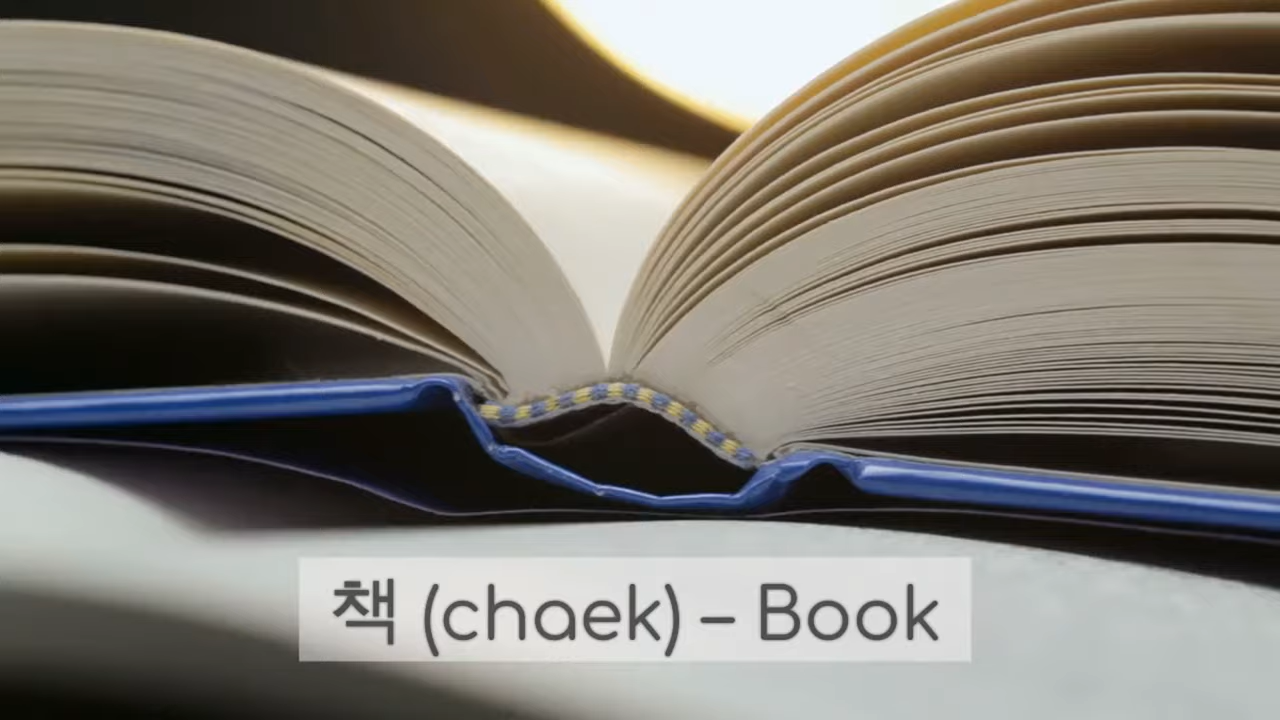 책 (chaek) – Book